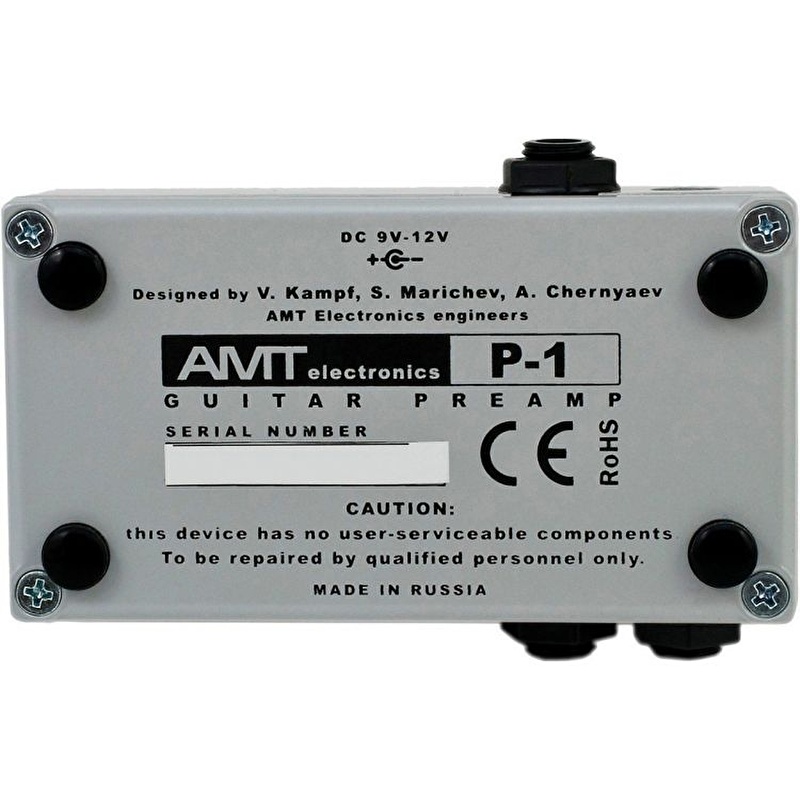 DC 9V-12V
Designed by V. Kampf, S. Marichev, A. Chernyaev
AMT Electronics engineers
AMT electronics P-1
GUITAR PREAMP
SERIAL NUMBER
CE
RoHS
CAUTION:
this device has no user-serviceable components.
To be repaired by qualified personnel only.
MADE IN RUSSIA